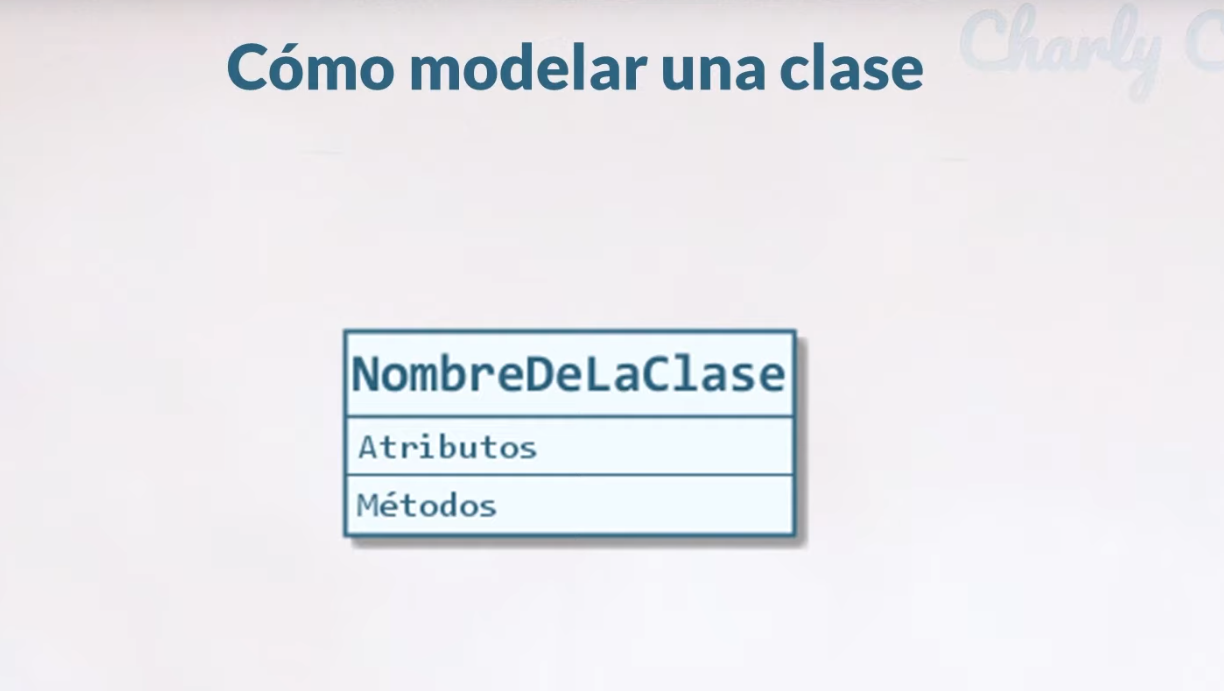 Charly C
Cómo modelar una clase
NombreDeLaClase
Atributos
Métodos